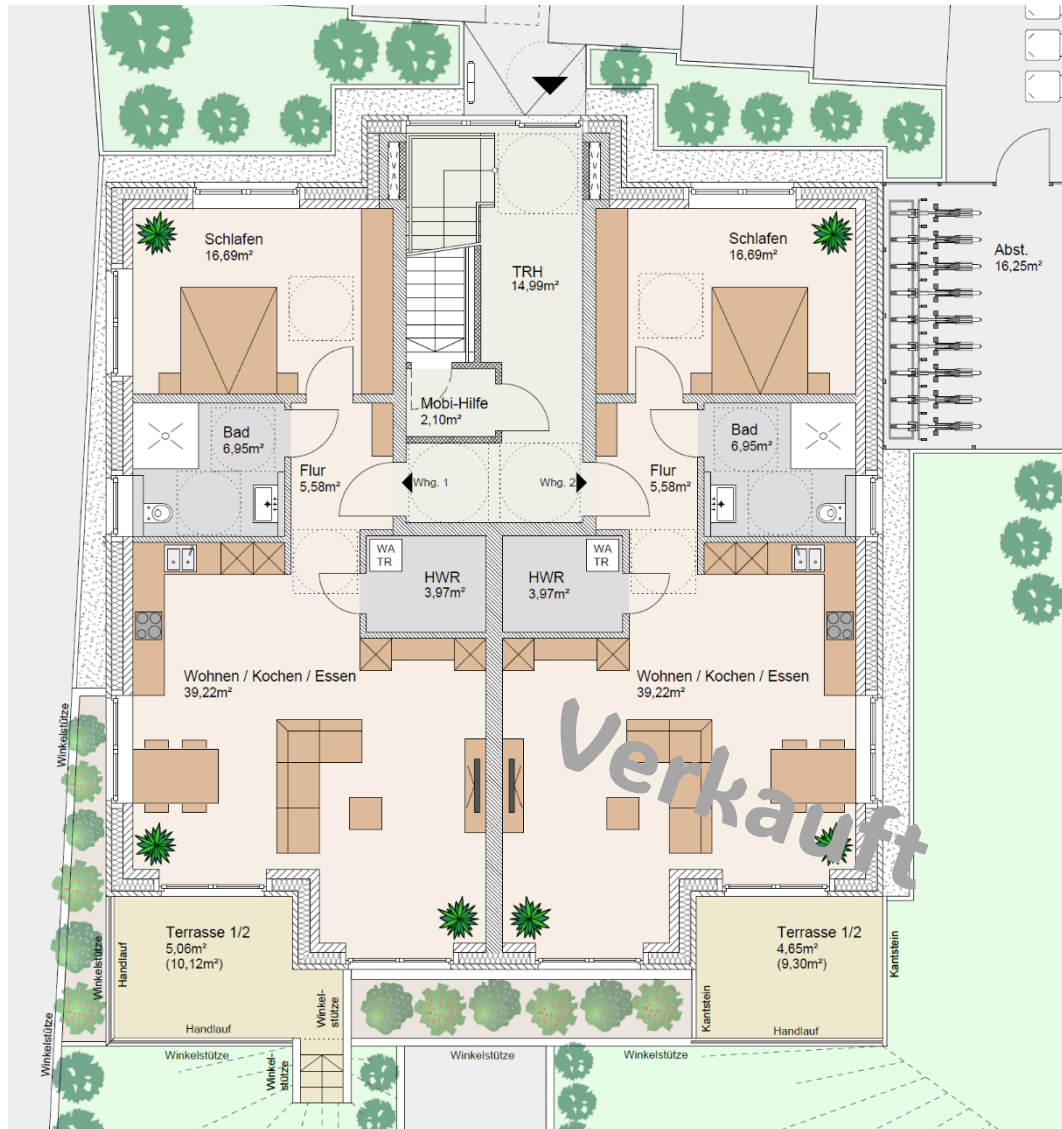 Schlafen
16,69m²
TRH
14,99m²
Schlafen
16,69m²
Abst.
16,25m²
Mobi-Hilfe
2,10m²
Bad
6,95m²
Bad
6,95m²
Flur
5,58m²
Whg. 1
Whg. 2
Flur
5,58m²
WA
TR
WA
TR
HWR
3,97m²
HWR
3,97m²
Wohnen / Kochen / Essen
39,22m²
Wohnen / Kochen / Essen
39,22m²
Verkauft
Winkelstütze
Winkelstütze
Winkelstütze
Handlauf
Terrasse 1/2
5,06m²
(10,12m²)
Handlauf
Winkel-
stütze
Winkelstütze
Winkel-
stütze
Winkelstütze
Winkelstütze
Kantstein
Terrasse 1/2
4,65m²
(9,30m²)
Handlauf
Kantstein